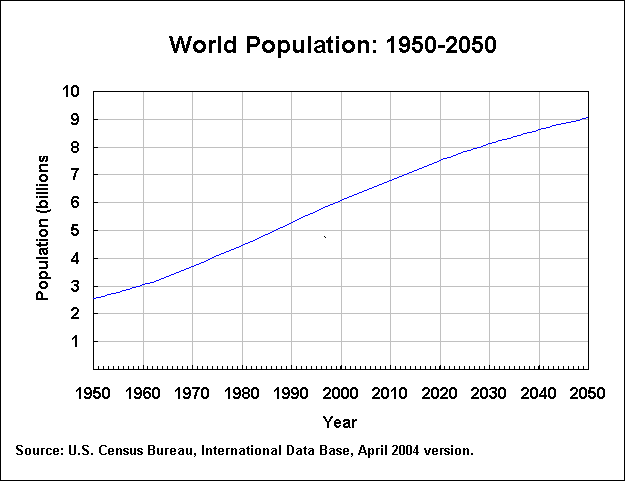 World Population: 1950-2050
10
9
8
7
6
5
4
3
2
1
Population (billions
1950 1960 1970 1980 1990 2000 2010 2020 2030 2040 2050
Year
Source: U.S. Census Bureau, International Data Base, April 2004 version.